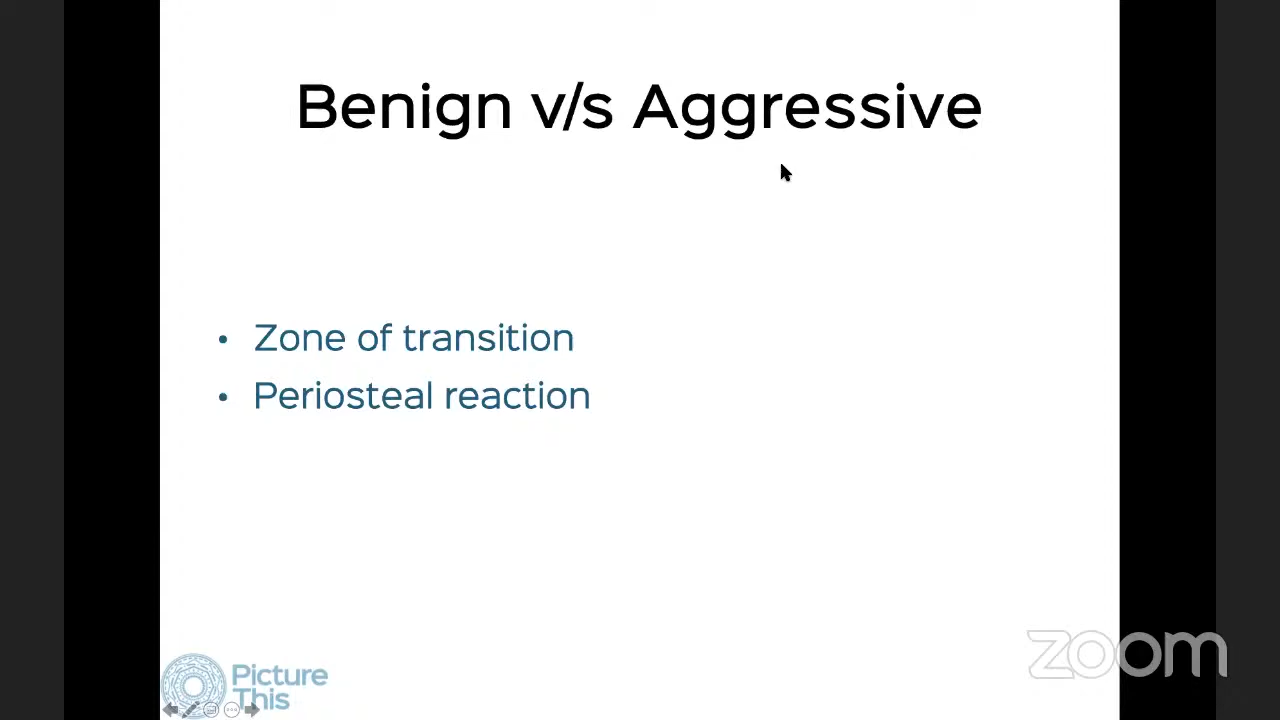 Benign v/s Aggressive
• Zone of transition
• Periosteal reaction
Picture
This
zoom